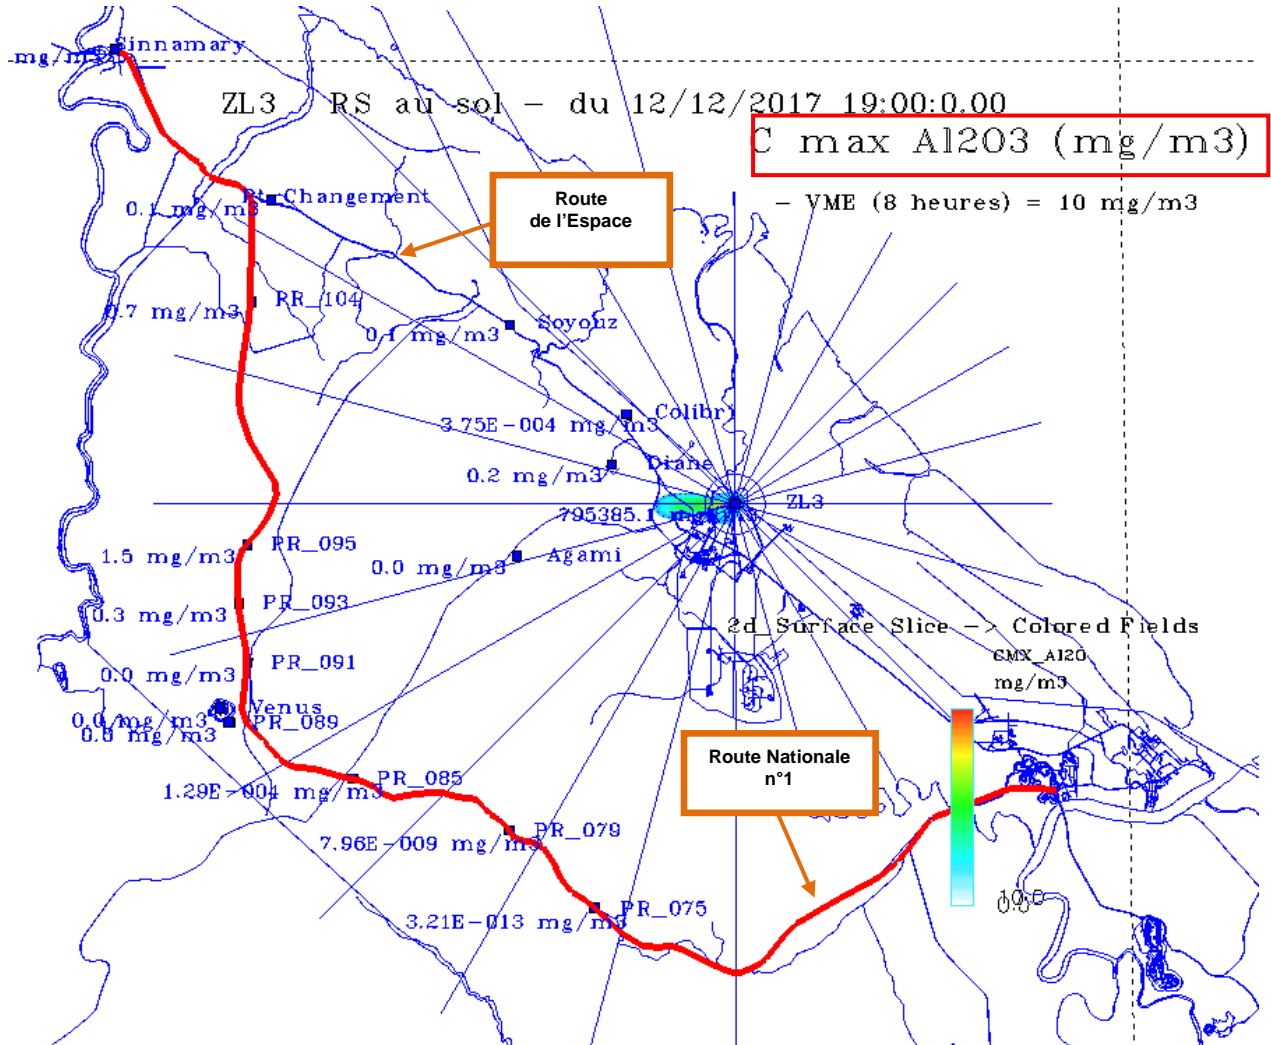 Sinnamary
mg/m3
ZL3 RS au sol - du 12/12/2017 19:00:0.00
C max Al2O3 (mg/m3)
- VME (8 heures) = 10 mg/m3
Route
de l'Espace
Pt Changement
0.1 mg/m3
PR_104
0.7 mg/m3
Soyouz
0.1 mg/m3
Colibri
3.75E-004 mg/m3
Diane
0.2 mg/m3
ZL3
795385.1
PR_095
1.5 mg/m3
Agami
0.0 mg/m3
PR_093
0.3 mg/m3
2d_Surface Slice -> Colored Fields
CMX_Al2O
mg/m3
PR_091
0.0 mg/m3
Venus
0.0 mg/m3
PR_089
0.0 mg/m3
Route Nationale
n°1
PR_085
1.29E-004 mg/m3
PR_079
7.96E-009 mg/m3
PR_075
3.21E-013 mg/m3
10.0
0.0